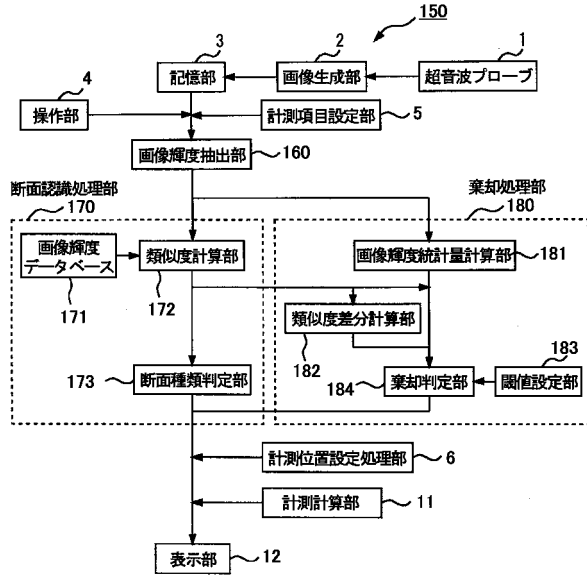 150
3
2
1
記憶部
画像生成部
超音波プローブ
4
操作部
計測項目設定部
5
画像輝度抽出部
160
断面認識処理部
170
棄却処理部
180
画像輝度
データベース
171
類似度計算部
172
画像輝度統計量計算部
181
類似度差分計算部
182
183
173
断面種類判定部
184
棄却判定部
閾値設定部
計測位置設定処理部
6
計測計算部
11
表示部
12